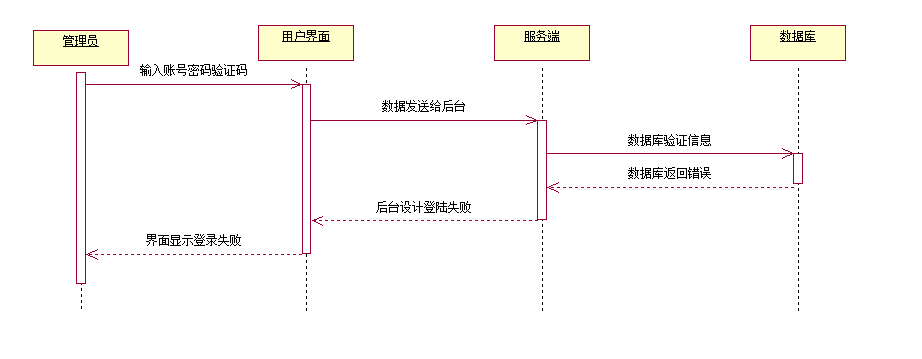 管理员
用户界面
服务端
数据库
输入账号密码验证码
数据发送给后台
数据库验证信息
数据库返回错误
后台设计登陆失败
界面显示登录失败